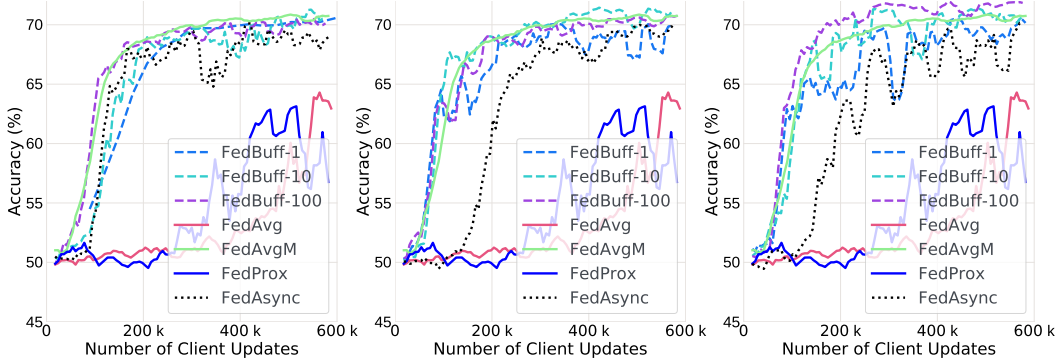 Accuracy (%)
70
65
60
55
50
45
0
200 k
400 k
600 k
Number of Client Updates
FedBuff-1
FedBuff-10
FedBuff-100
FedAvg
FedAvgM
FedProx
FedAsync
Accuracy (%)
70
65
60
55
50
45
0
200 k
400 k
600 k
Number of Client Updates
FedBuff-1
FedBuff-10
FedBuff-100
FedAvg
FedAvgM
FedProx
FedAsync
Accuracy (%)
70
65
60
55
50
45
0
200 k
400 k
600 k
Number of Client Updates
FedBuff-1
FedBuff-10
FedBuff-100
FedAvg
FedAvgM
FedProx
FedAsync